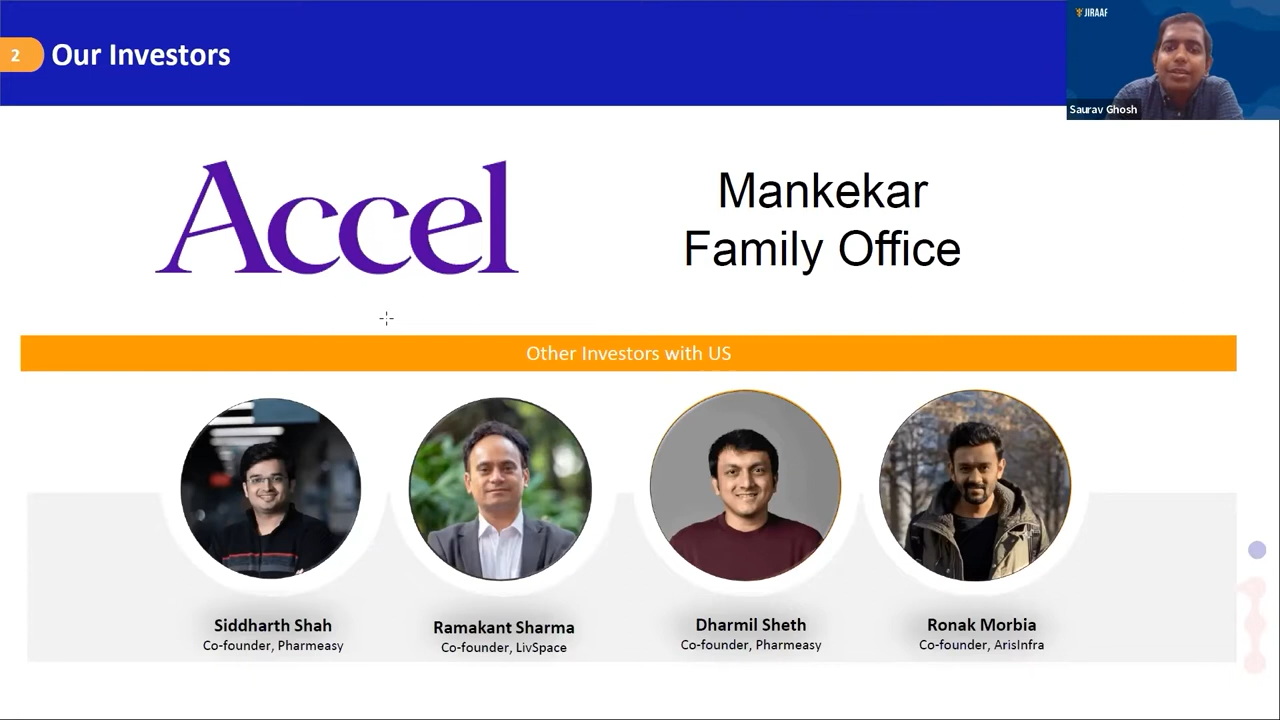 2
Our Investors
JIRAAF
Saurav Ghosh
Accel
Mankekar
Family Office
Other Investors with US
Siddharth Shah
Co-founder, Pharmeasy
Ramakant Sharma
Co-founder, LivSpace
Dharmil Sheth
Co-founder, Pharmeasy
Ronak Morbia
Co-founder, ArisInfra